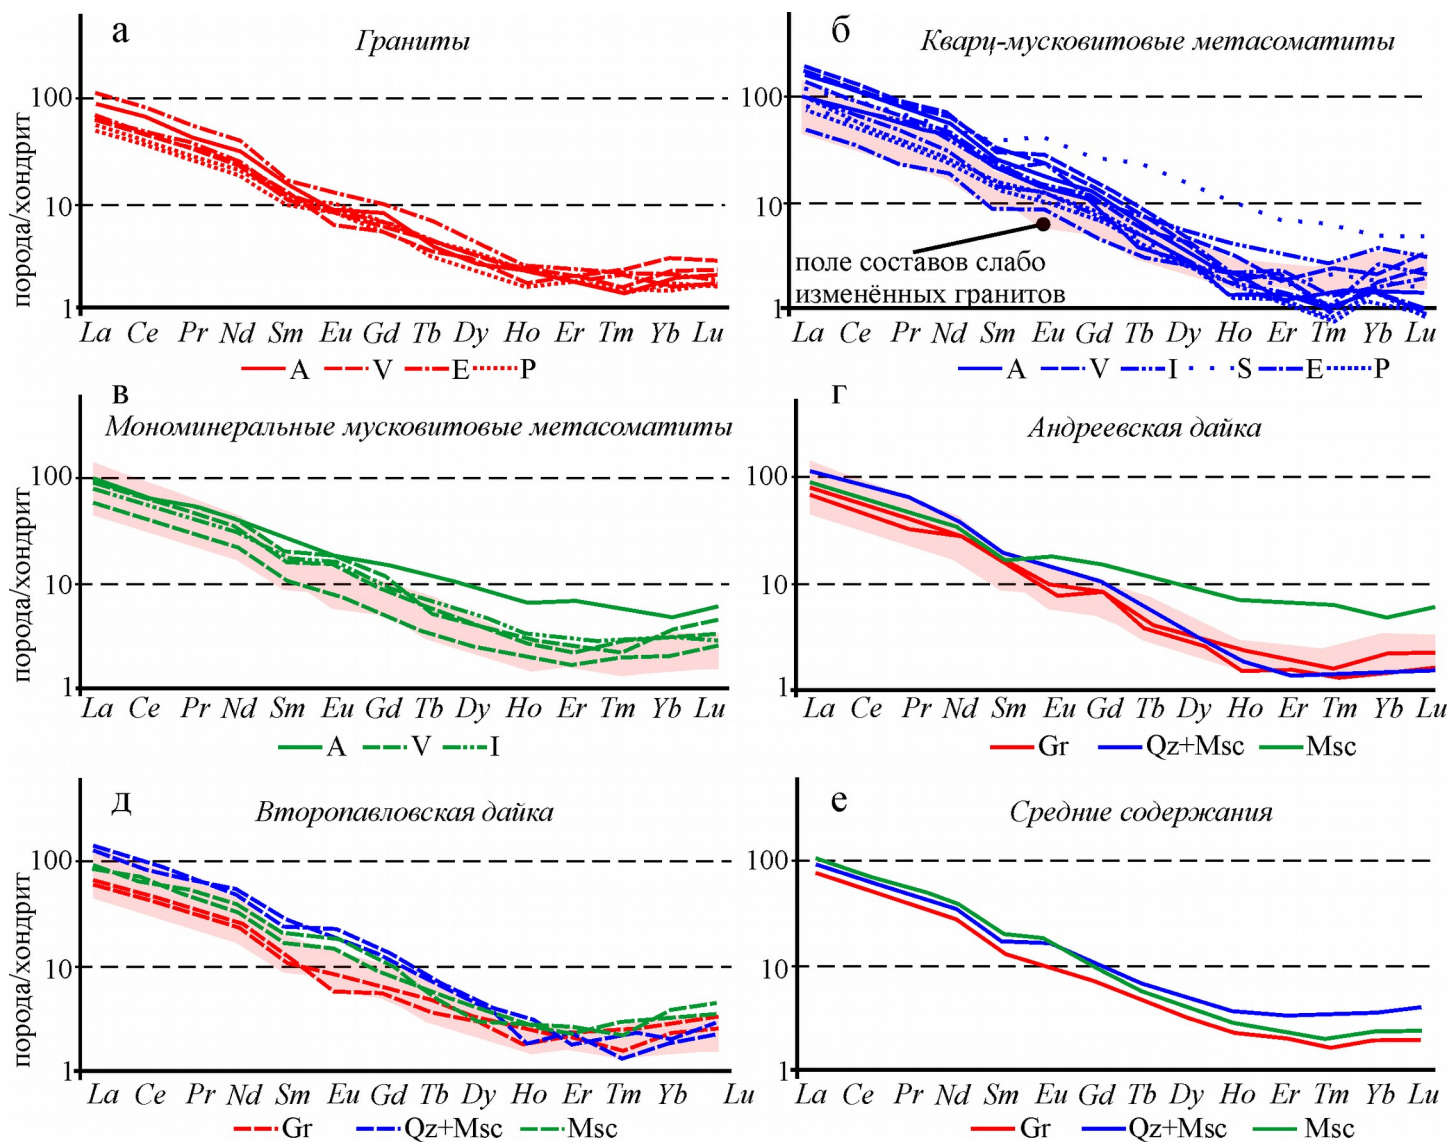 а
Граниты
порода/хондрит
100
10
1
La Ce Pr Nd Sm Eu Gd Tb Dy Ho Er Tm Yb Lu
A V E P
б
Кварц-мусковитовые метасоматиты
100
10
1
поле составов слабо
изменённых гранитов
La Ce Pr Nd Sm Eu Gd Tb Dy Ho Er Tm Yb Lu
A V I S E P
в
Мономинеральные мусковитовые метасоматиты
порода/хондрит
100
10
1
La Ce Pr Nd Sm Eu Gd Tb Dy Ho Er Tm Yb Lu
A V I
г
Андреевская дайка
100
10
1
La Ce Pr Nd Sm Eu Gd Tb Dy Ho Er Tm Yb Lu
Gr Qz+Msc Msc
д
Второпавловская дайка
порода/хондрит
100
10
1
La Ce Pr Nd Sm Eu Gd Tb Dy Ho Er Tm Yb Lu
Gr Qz+Msc Msc
е
Средние содержания
100
10
1
La Ce Pr Nd Sm Eu Gd Tb Dy Ho Er Tm Yb Lu
Gr Qz+Msc Msc